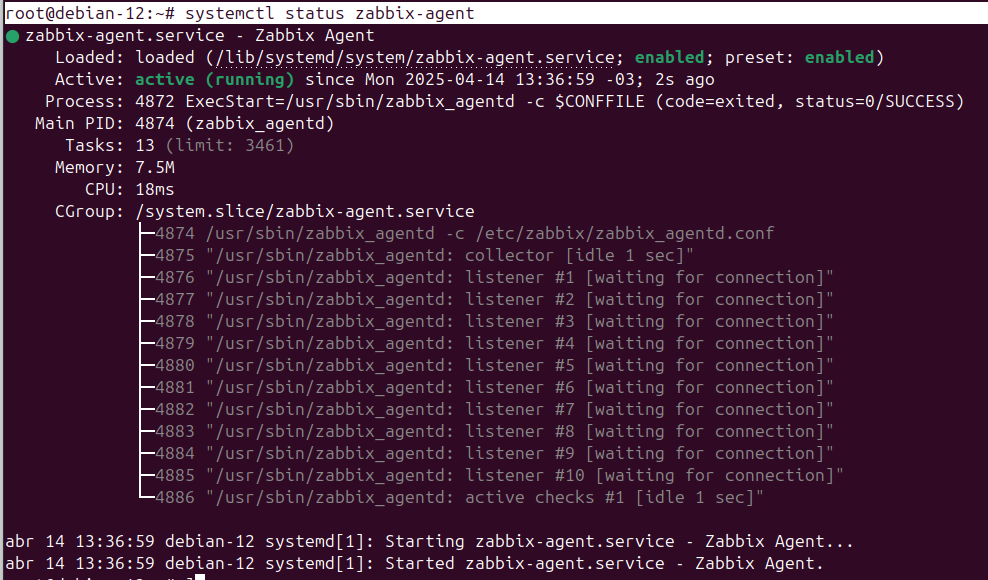 root@debian-12:~# systemctl status zabbix-agent
● zabbix-agent.service - Zabbix Agent
     Loaded: loaded (/lib/systemd/system/zabbix-agent.service; enabled; preset: enabled)
     Active: active (running) since Mon 2025-04-14 13:36:59 -03; 2s ago
    Process: 4872 ExecStart=/usr/sbin/zabbix_agentd -c $CONFFILE (code=exited, status=0/SUCCESS)
   Main PID: 4874 (zabbix_agentd)
      Tasks: 13 (limit: 3461)
     Memory: 7.5M
        CPU: 18ms
     CGroup: /system.slice/zabbix-agent.service
             ├─4874 /usr/sbin/zabbix_agentd -c /etc/zabbix/zabbix_agentd.conf
             ├─4875 "/usr/sbin/zabbix_agentd: collector [idle 1 sec]"
             ├─4876 "/usr/sbin/zabbix_agentd: listener #1 [waiting for connection]"
             ├─4877 "/usr/sbin/zabbix_agentd: listener #2 [waiting for connection]"
             ├─4878 "/usr/sbin/zabbix_agentd: listener #3 [waiting for connection]"
             ├─4879 "/usr/sbin/zabbix_agentd: listener #4 [waiting for connection]"
             ├─4880 "/usr/sbin/zabbix_agentd: listener #5 [waiting for connection]"
             ├─4881 "/usr/sbin/zabbix_agentd: listener #6 [waiting for connection]"
             ├─4882 "/usr/sbin/zabbix_agentd: listener #7 [waiting for connection]"
             ├─4883 "/usr/sbin/zabbix_agentd: listener #8 [waiting for connection]"
             ├─4884 "/usr/sbin/zabbix_agentd: listener #9 [waiting for connection]"
             ├─4885 "/usr/sbin/zabbix_agentd: listener #10 [waiting for connection]"
             └─4886 "/usr/sbin/zabbix_agentd: active checks #1 [idle 1 sec]"
abr 14 13:36:59 debian-12 systemd[1]: Starting zabbix-agent.service - Zabbix Agent...
abr 14 13:36:59 debian-12 systemd[1]: Started zabbix-agent.service - Zabbix Agent.